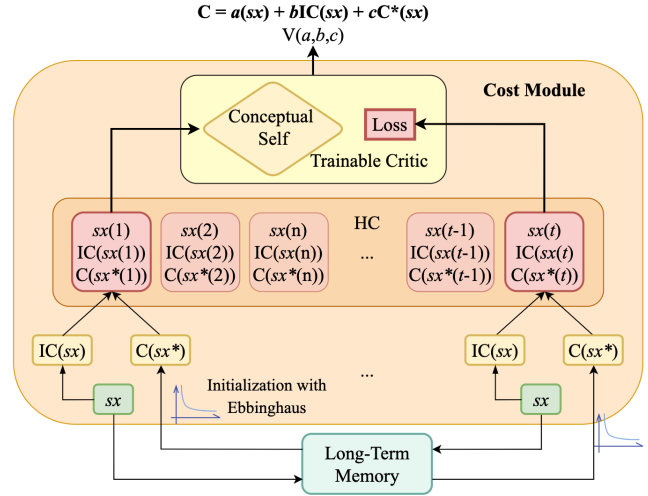 C = a(sx) + bIC(sx) + cC*(sx)
V(a,b,c)
Cost Module
Conceptual
Self
Loss
Trainable Critic
HC
sx(1)
IC(sx(1))
C(sx*(1))
sx(2)
IC(sx(2))
C(sx*(2))
sx(n)
IC(sx(n))
C(sx*(n))
...
sx(t-1)
IC(sx(t-1))
C(sx*(t-1))
sx(t)
IC(sx(t)
C(sx*(t))
IC(sx)
C(sx*)
IC(sx)
C(sx*)
...
Initialization with
Ebbinghaus
sx
sx
Long-Term
Memory